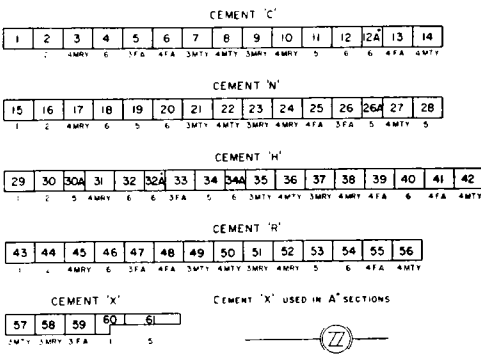 CEMENT 'C'
1 2 3 4 5 6 7 8 9 10 11 12 12A* 13 14
2 4MRY 6 3FA 4FA 3MTY 4MTY 3MRY 4MRY 5 6 6 4FA 4MTY
CEMENT 'N'
15 16 17 18 19 20 21 22 23 24 25 26 26A 27 28
1 2 4MRY 6 5 6 3MTY 4MTY 3MRY 4MRY 4FA 3FA 5 4MTY 5
CEMENT 'H'
29 30 30A 31 32 32A* 33 34 34A 35 36 37 38 39 40 41 42
1 2 5 4MRY 6 6 3FA 5 6 3MTY 4MTY 3MRY 4MRY 4FA 6 4FA 4MTY
CEMENT 'R'
43 44 45 46 47 48 49 50 51 52 53 54 55 56
1 2 4MRY 6 3FA 4FA 3MTY 4MTY 3MRY 4MRY 5 6 4FA 4MTY
CEMENT 'X' CEMENT 'X' USED IN A* SECTIONS
57 58 59 60 61
3MTY 3MRY 3FA 1 5